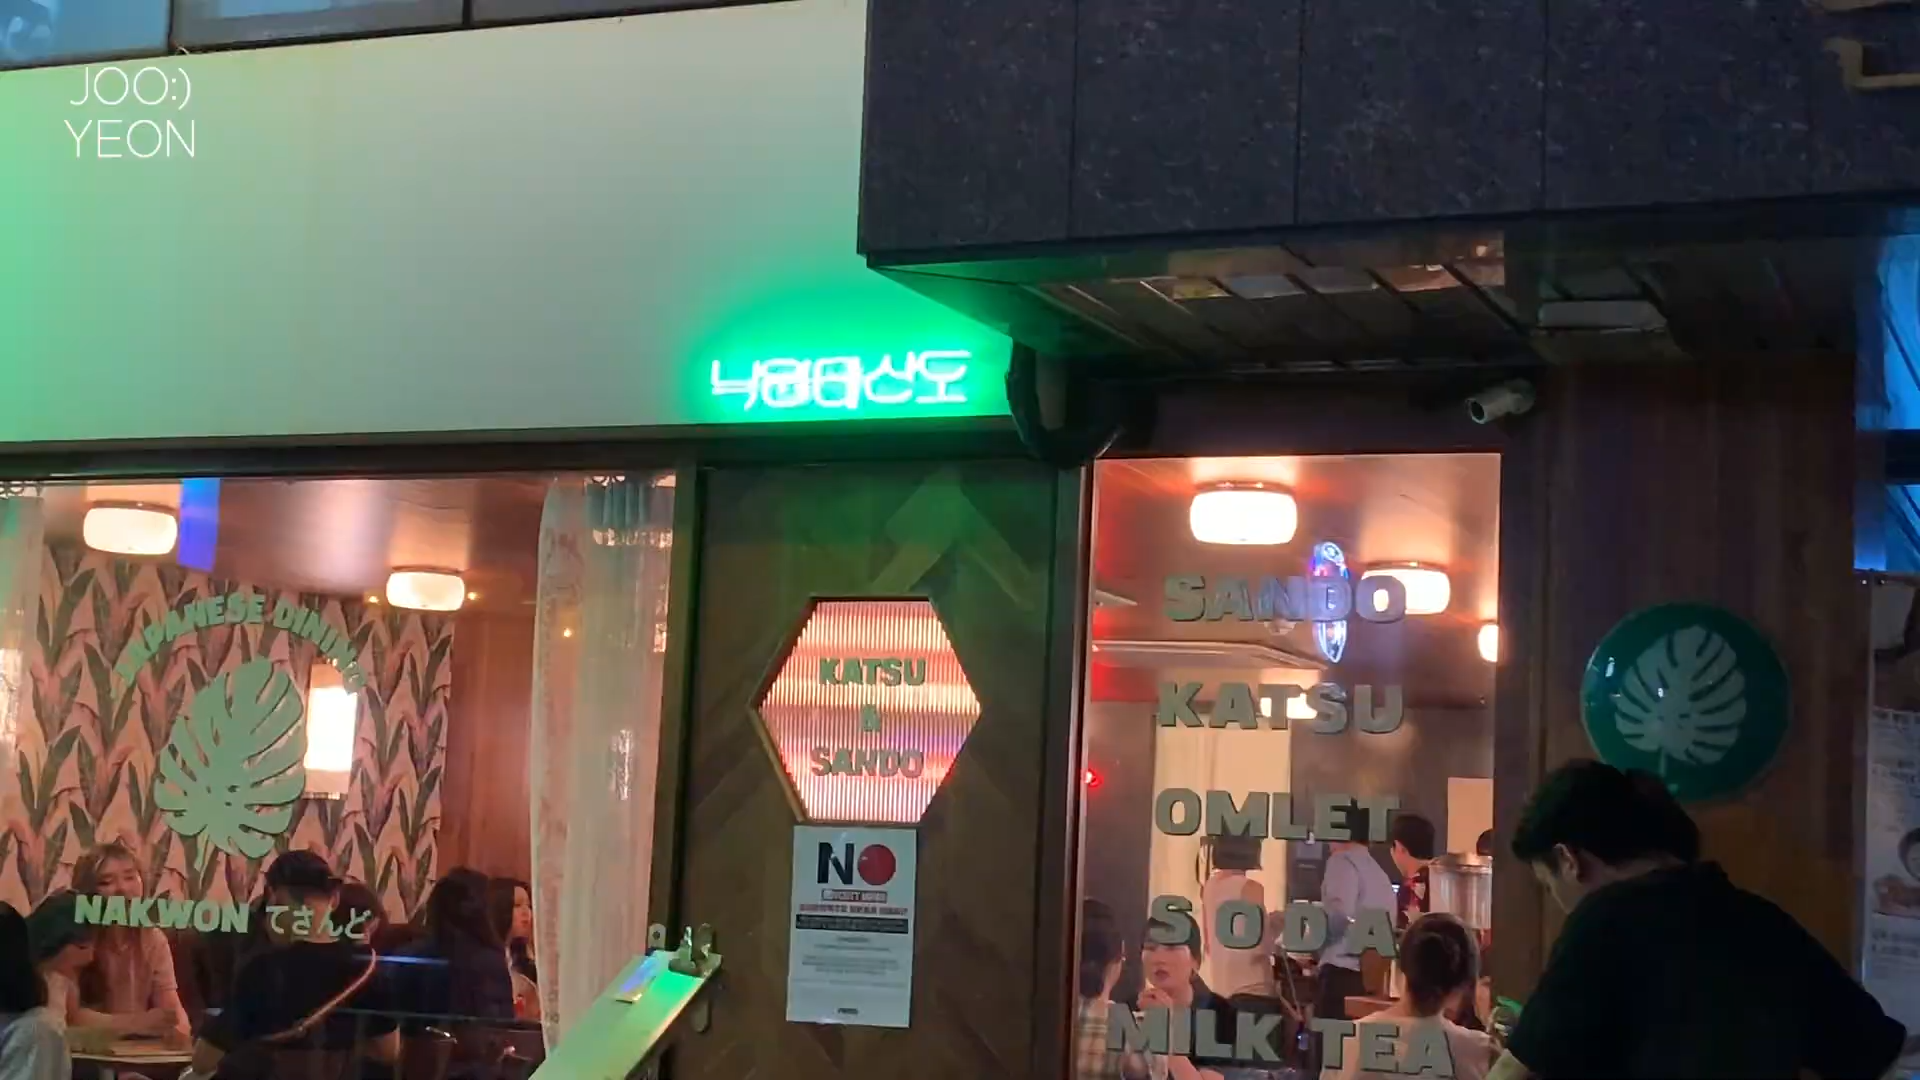 JOO:)
YEON
낙원테산도
JAPANESE DINING
NAKWON てさんど
KATSU
&
SANDO
NO
SANDO
KATSU
OMLET
SODA
MILK TEA